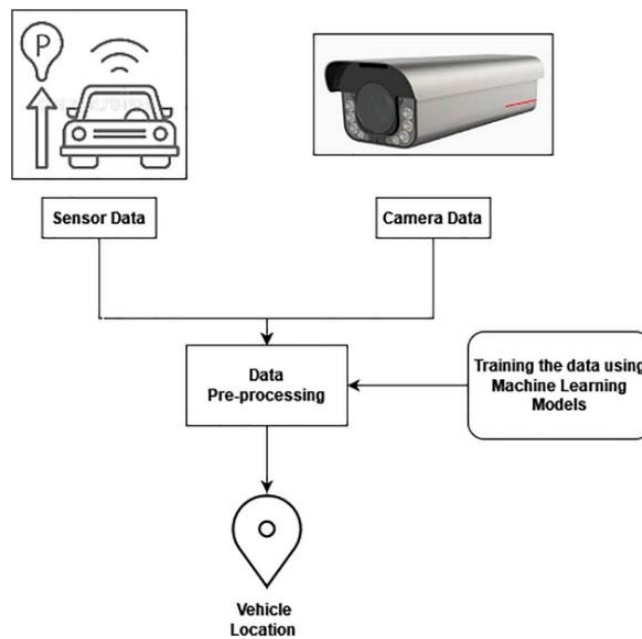 P
Sensor Data
Camera Data
Data
Pre-processing
Training the data using
Machine Learning
Models
Vehicle
Location